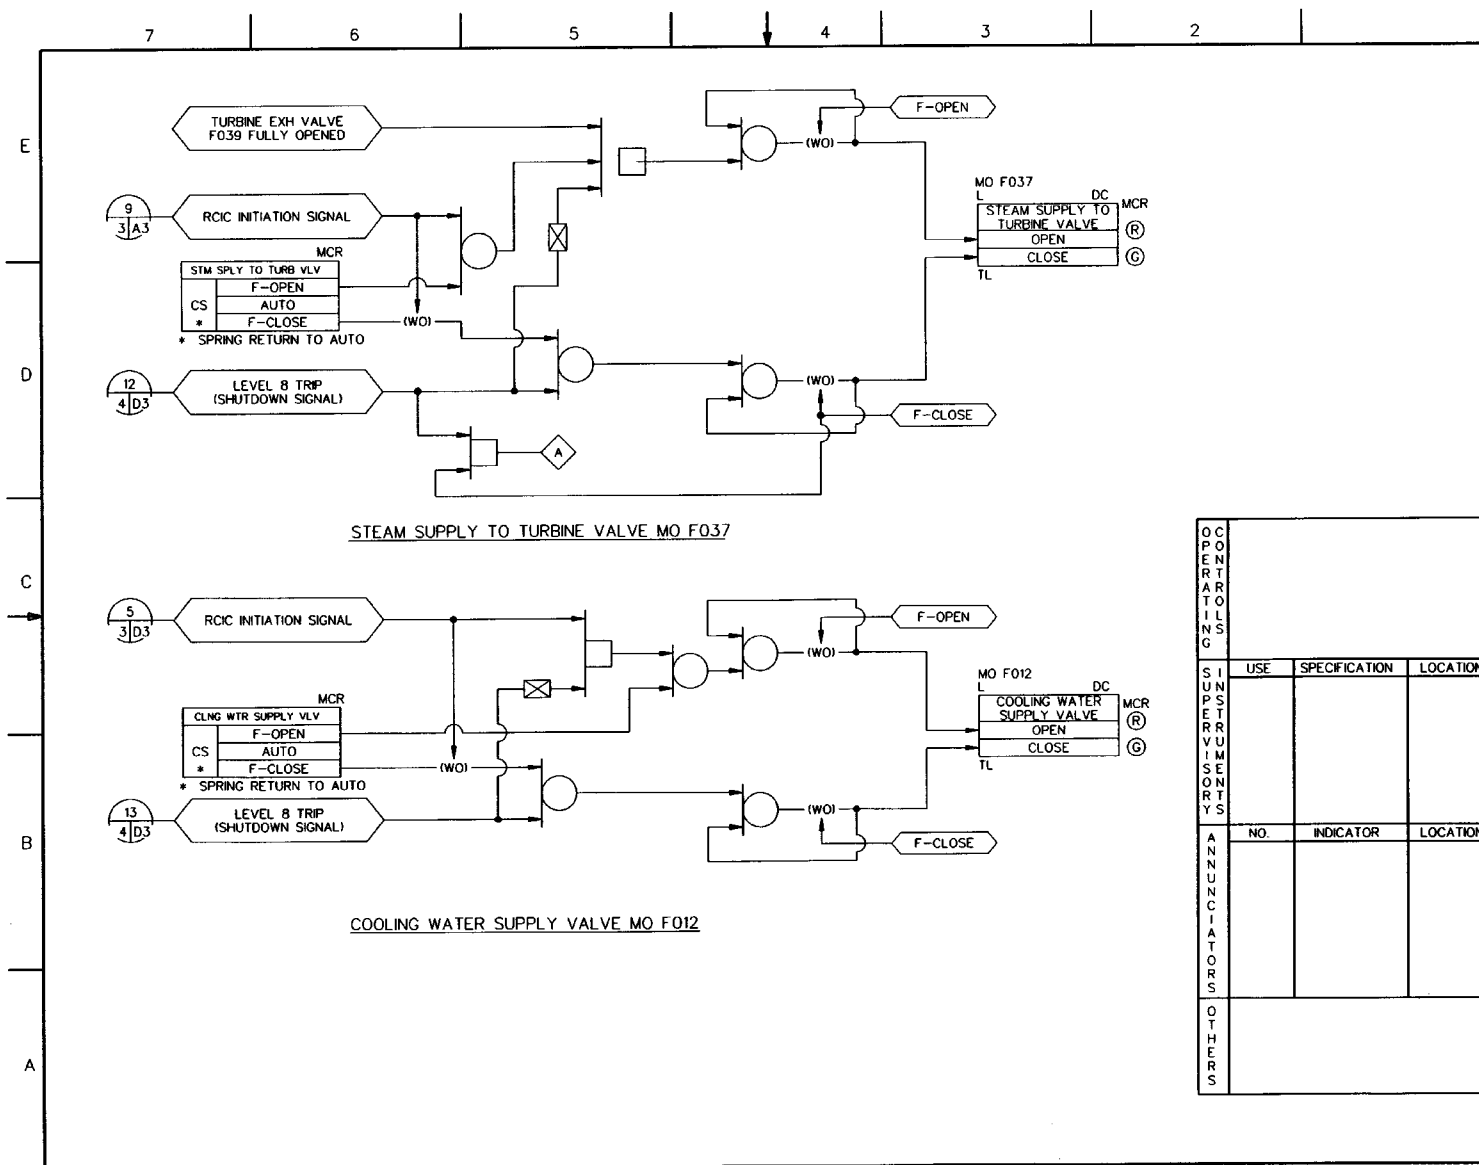 7 6 5 4 3 2
E
D
C
B
A
TURBINE EXH VALVE
F039 FULLY OPENED
9
3 A3
RCIC INITIATION SIGNAL
MCR
STM SPLY TO TURB VLV
F-OPEN
CS AUTO
* F-CLOSE
* SPRING RETURN TO AUTO
(WO)
12
4 D3
LEVEL 8 TRIP
(SHUTDOWN SIGNAL)
A
(WO)
F-OPEN
(WO)
F-CLOSE
MO F037
L DC
MCR
STEAM SUPPLY TO
TURBINE VALVE
R
OPEN
CLOSE
G
TL
STEAM SUPPLY TO TURBINE VALVE MO F037
5
3 D3
RCIC INITIATION SIGNAL
MCR
CLNG WTR SUPPLY VLV
F-OPEN
CS AUTO
* F-CLOSE
* SPRING RETURN TO AUTO
(WO)
13
4 D3
LEVEL 8 TRIP
(SHUTDOWN SIGNAL)
(WO)
F-OPEN
(WO)
F-CLOSE
MO F012
L DC
MCR
COOLING WATER
SUPPLY VALVE
R
OPEN
CLOSE
G
TL
COOLING WATER SUPPLY VALVE MO F012
OPERATING
CONTROLS
SUPERVISORY
INSTRUMENTS
USE SPECIFICATION LOCATION
ANNUNCIATORS
NO. INDICATOR LOCATION
OTHERS